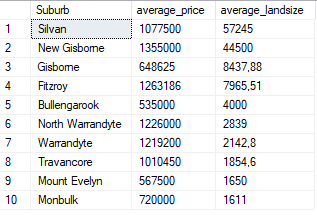 Suburb average_price average_landsize
1 Silvan 1077500 57245
2 New Gisborne 1355000 44500
3 Gisborne 648625 8437,88
4 Fitzroy 1263186 7965,51
5 Bullengarook 535000 4000
6 North Warrandyte 1226000 2839
7 Warrandyte 1219200 2142,8
8 Travancore 1010450 1854,6
9 Mount Evelyn 567500 1650
10 Monbulk 720000 1611